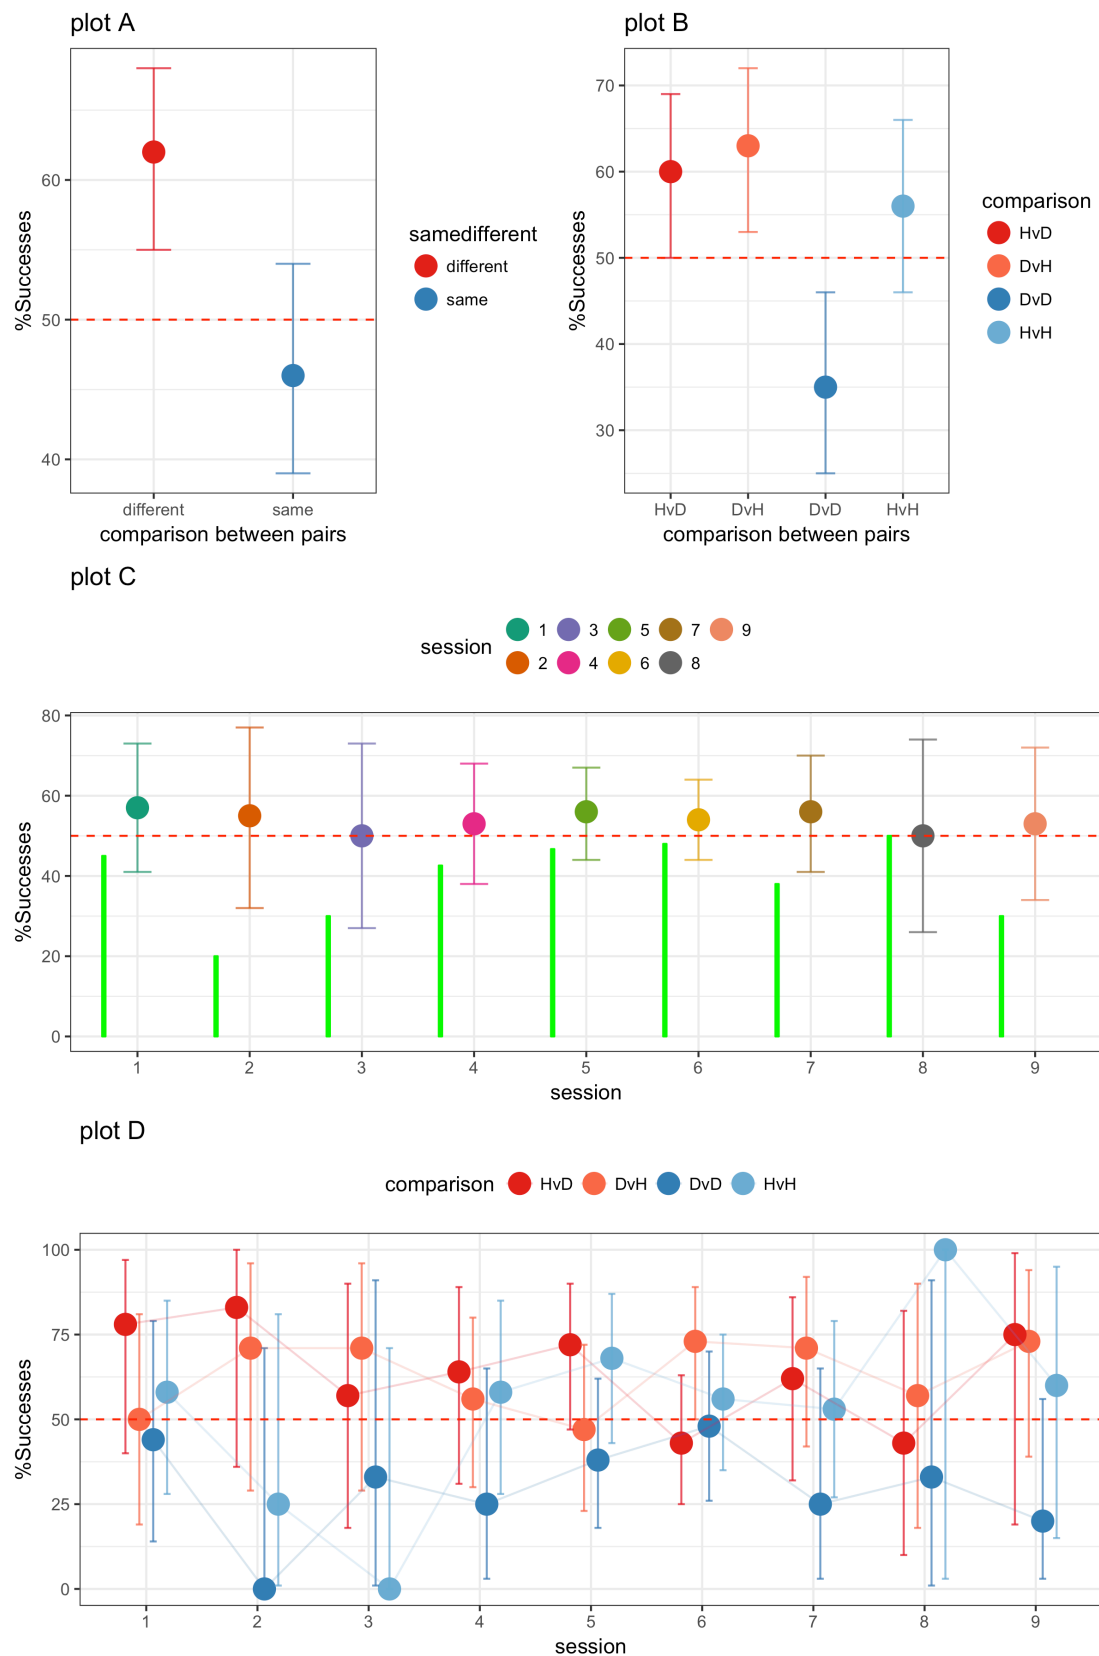 plot A
%Successes
60
50
40
different same
comparison between pairs
samedifferent
different
same
plot B
%Successes
70
60
50
40
30
HvD DvH DvD HvH
comparison between pairs
comparison
HvD
DvH
DvD
HvH
plot C
session
1 3 5 7 9
2 4 6 8
%Successes
80
60
40
20
0
1 2 3 4 5 6 7 8 9
session
plot D
comparison HvD DvH DvD HvH
%Successes
100
75
50
25
0
1 2 3 4 5 6 7 8 9
session